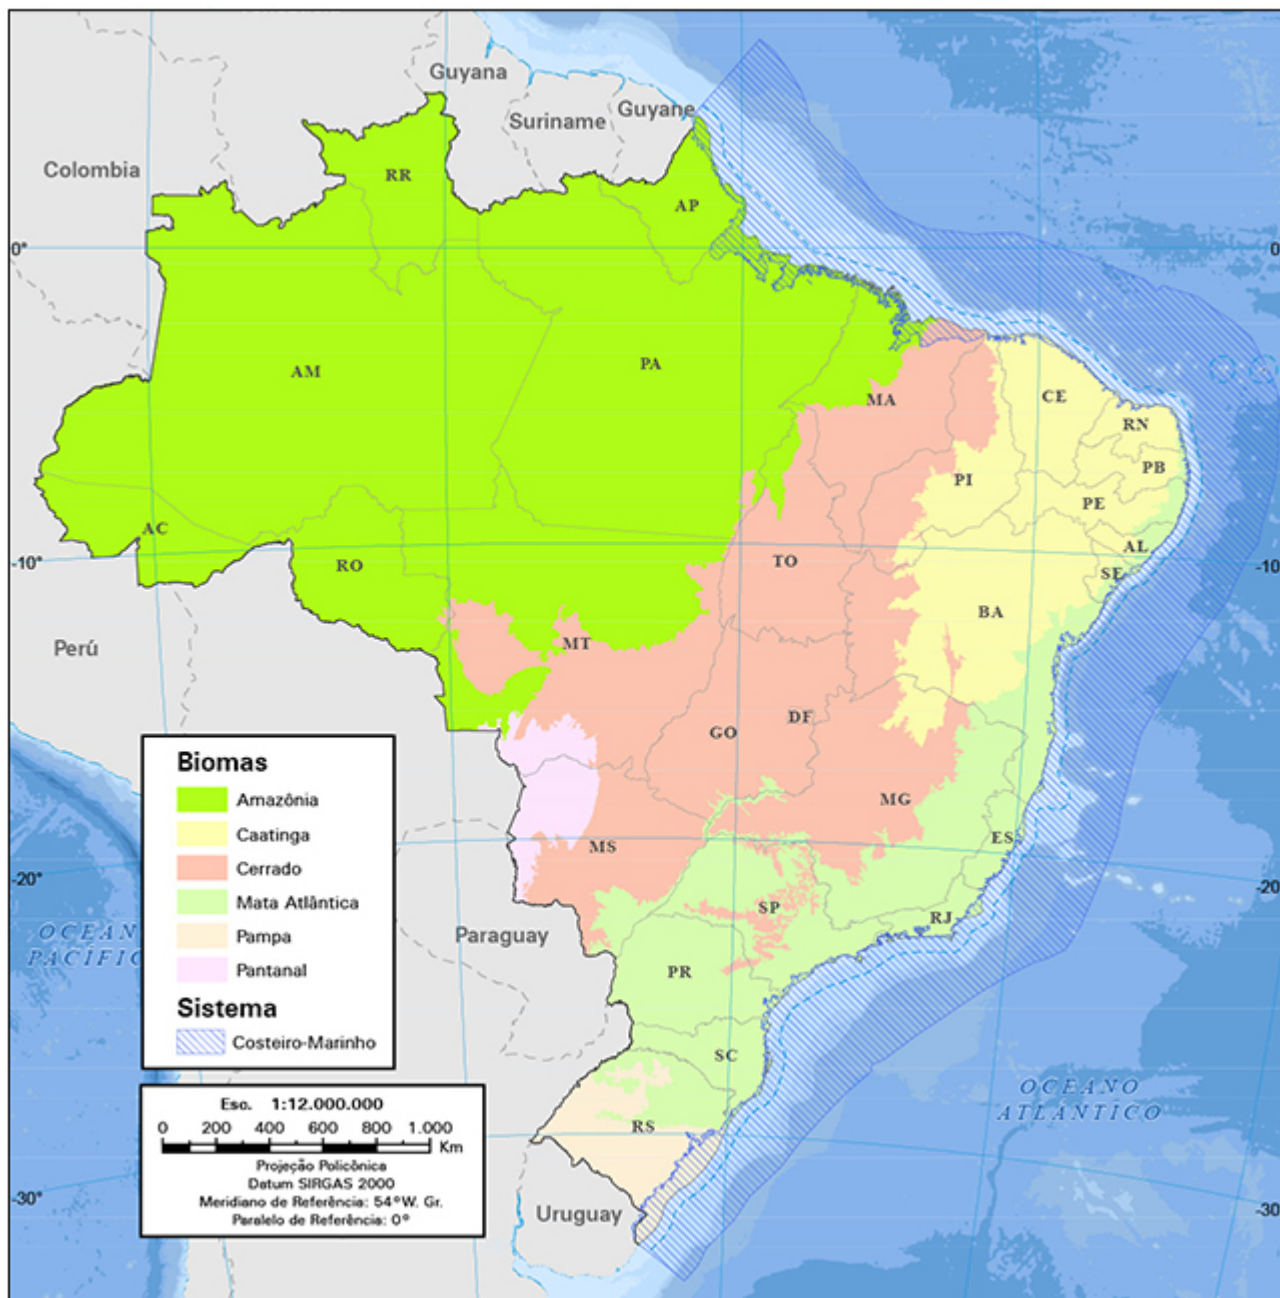 Guyana
Suriname
Guyane
Colombia
RR
AP
0°
0
AM
PA
MA
CE
RN
PB
PI
PE
AC
AL
-10°
-10
RO
TO
SE
BA
MT
Perú
GO
DF
MG
MS
ES
-20°
-20
SP
RJ
Paraguay
PR
SC
RS
Uruguay
-30°
-30
OCEAN
PACÍFIC
OCEANO
ATLANTICO
Biomas
Amazônia
Caatinga
Cerrado
Mata Atlântica
Pampa
Pantanal
Sistema
Costeiro-Marinho
Esc. 1:12.000.000
0 200 400 600 800 1.000
Km
Projeção Policônica
Datum SIRGAS 2000
Meridiano de Referência: 54°W. Gr.
Paralelo de Referência: 0°